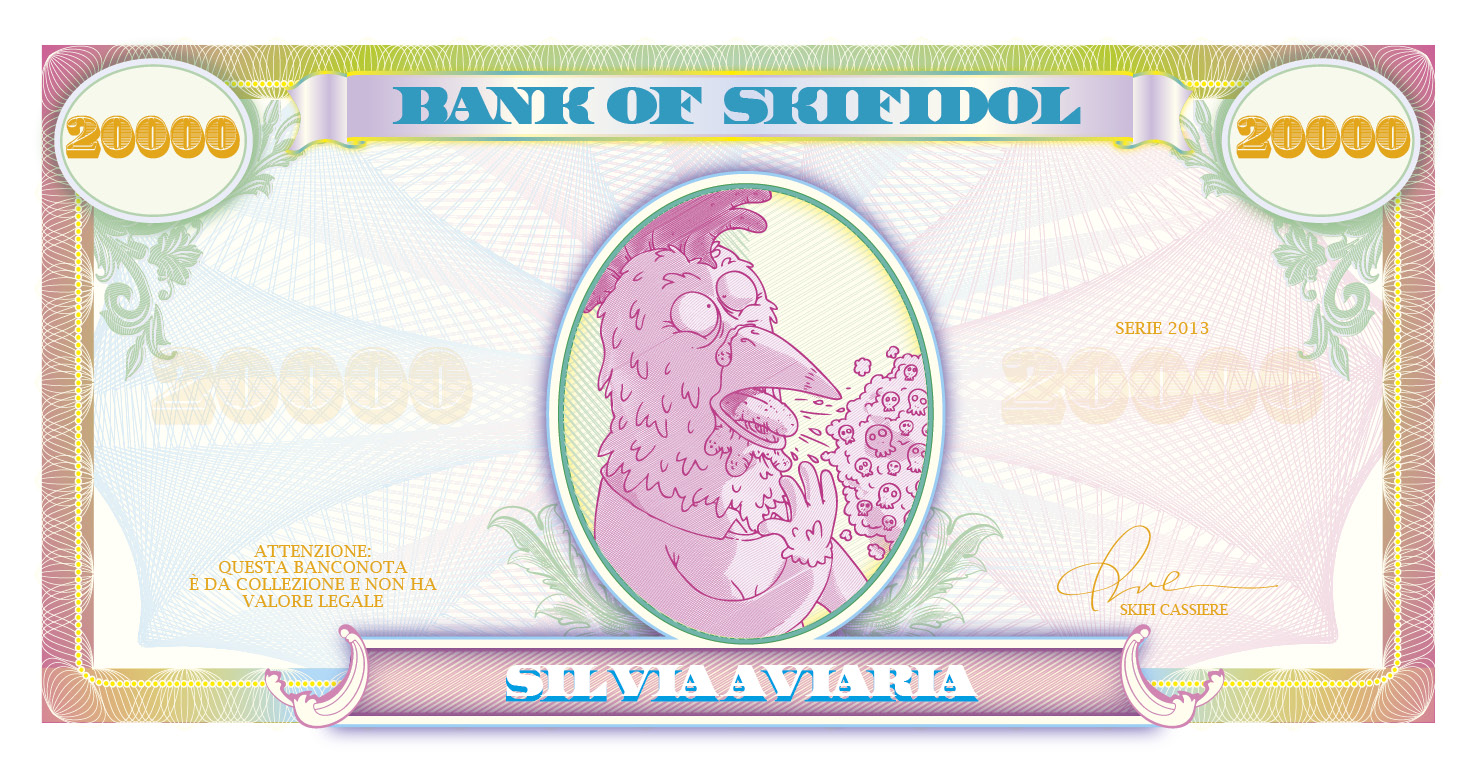 BANK OF SKIFIDOL
20000
20000
SERIE 2013
20000
20000
ATTENZIONE:
QUESTA BANCONOTA
È DA COLLEZIONE E NON HA
VALORE LEGALE
SKIFI CASSIERE
SILVIA AVIARIA